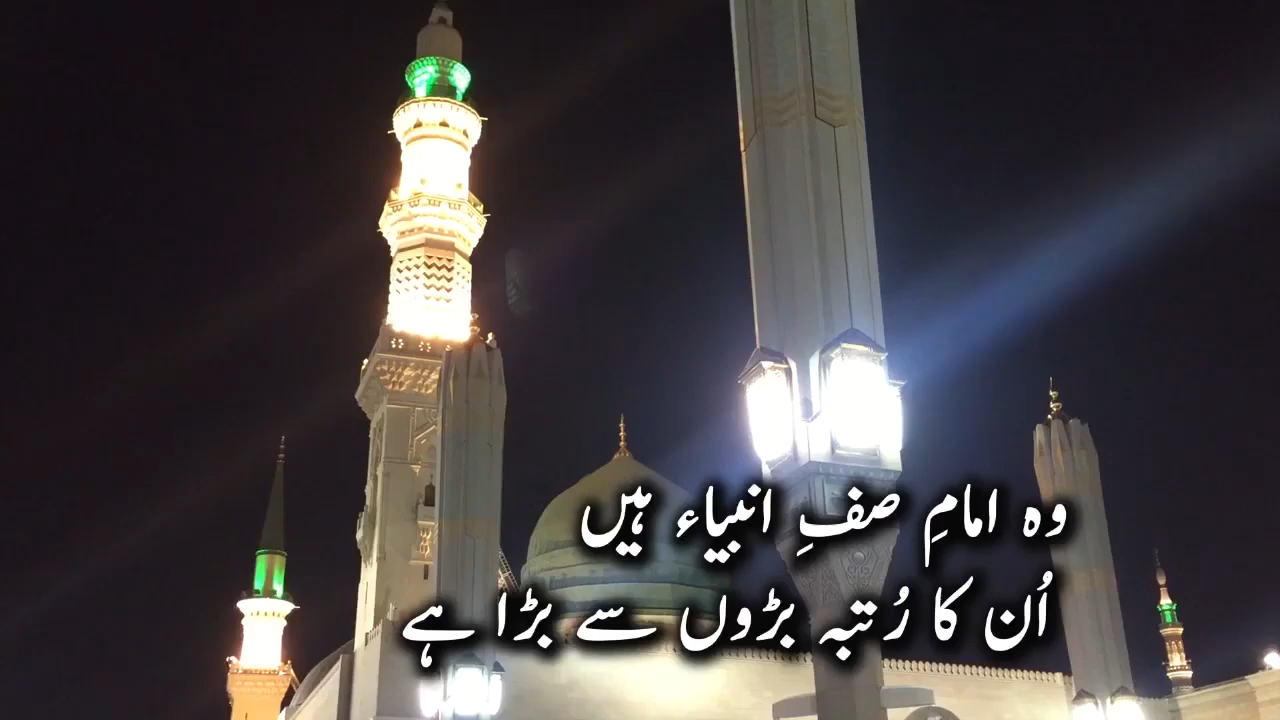 وہ امامِ صفِ انبیاء ہیں
اُن کا رُتبہ بڑوں سے بڑا ہے